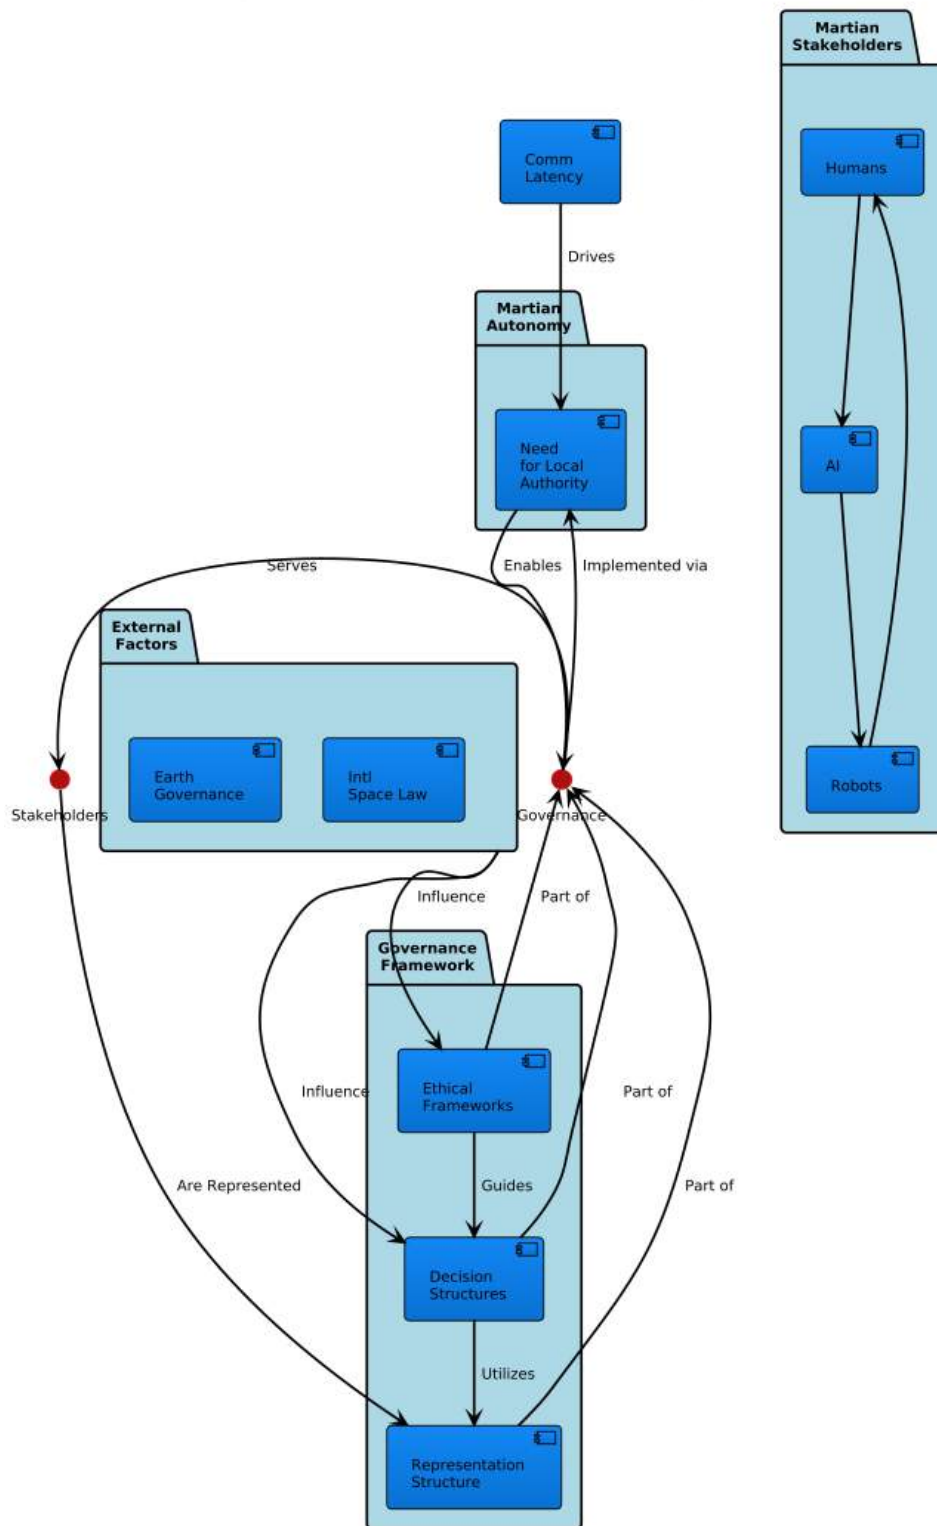 Martian
Stakeholders
Comm
Latency
Humans
Drives
Martian
Autonomy
Need
for Local
Authority
AI
Serves
Enables
Implemented via
External
Factors
Earth
Governance
Intl
Space Law
Robots
Stakeholders
Governance
Influence
Part of
Governance
Framework
Ethical
Frameworks
Influence
Part of
Are Represented
Guides
Part of
Decision
Structures
Utilizes
Representation
Structure